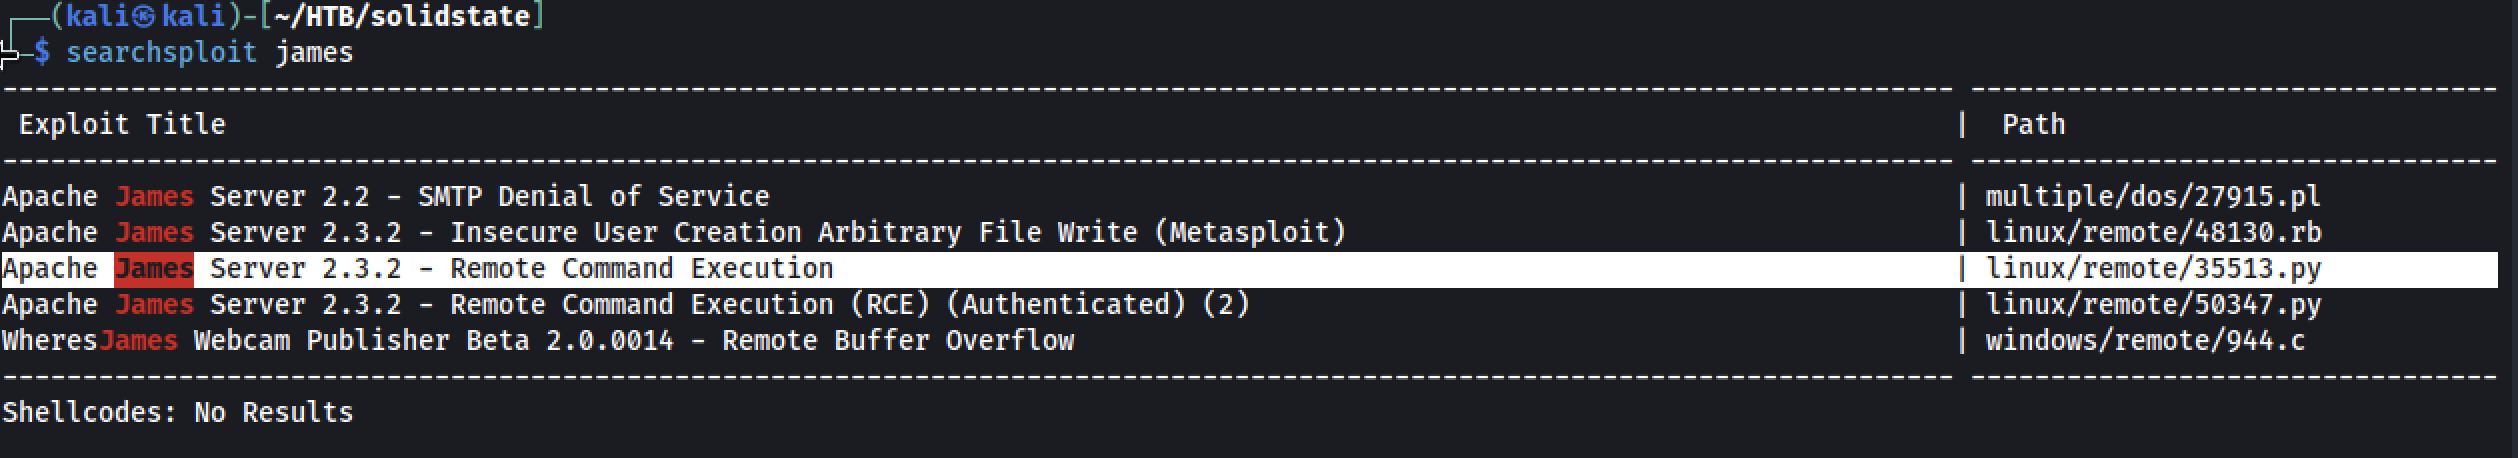 (kali㉿kali)-[~/HTB/solidstate]
$ searchsploit james
Exploit Title | Path
Apache James Server 2.2 - SMTP Denial of Service | multiple/dos/27915.pl
Apache James Server 2.3.2 - Insecure User Creation Arbitrary File Write (Metasploit) | linux/remote/48130.rb
Apache James Server 2.3.2 - Remote Command Execution | linux/remote/35513.py
Apache James Server 2.3.2 - Remote Command Execution (RCE) (Authenticated) (2) | linux/remote/50347.py
WheresJames Webcam Publisher Beta 2.0.0014 - Remote Buffer Overflow | windows/remote/944.c
Shellcodes: No Results